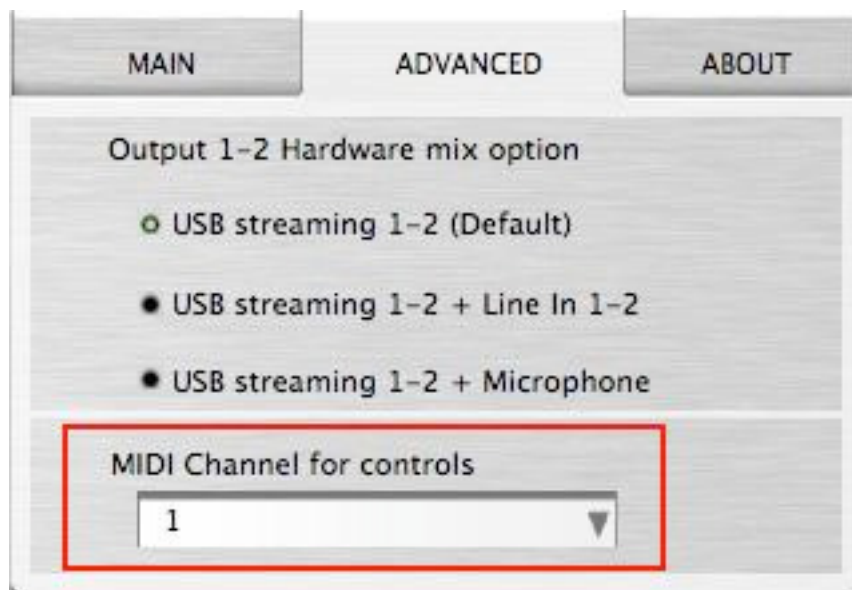 MAIN ADVANCED ABOUT
Output 1-2 Hardware mix option
USB streaming 1-2 (Default)
USB streaming 1-2 + Line In 1-2
USB streaming 1-2 + Microphone
MIDI Channel for controls
1